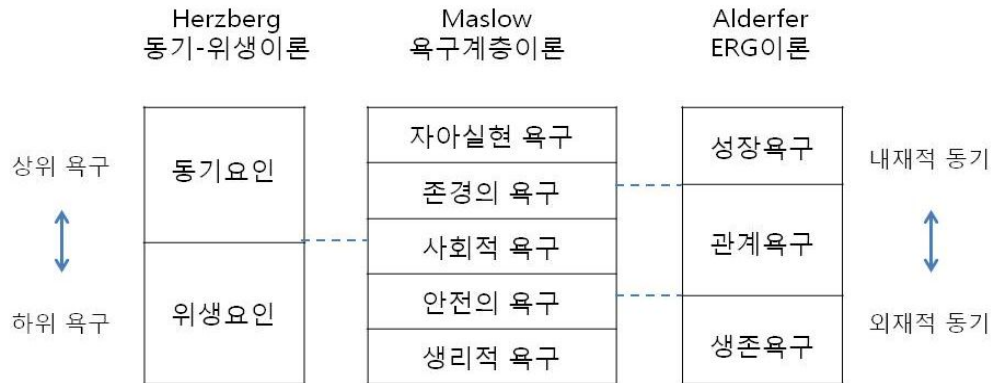 Herzberg
동기-위생이론
Maslow
욕구계층이론
Alderfer
ERG이론
상위 욕구
하위 욕구
동기요인
위생요인
자아실현 욕구
존경의 욕구
사회적 욕구
안전의 욕구
생리적 욕구
성장욕구
관계욕구
생존욕구
내재적 동기
외재적 동기